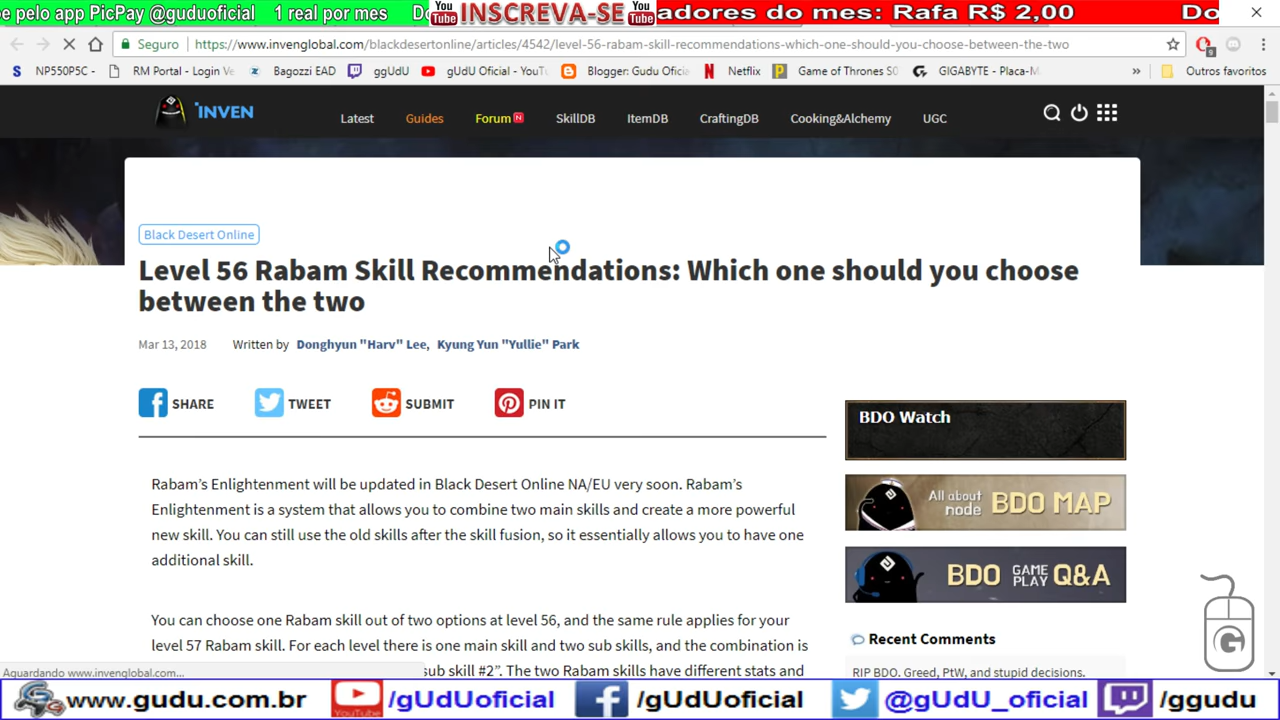 e pelo app PicPay @guduoficial 1 real por mes Do
You Tube INSCREVA-SE You Tube
adores do mes: Rafa R$ 2,00 Do
Seguro https://www.invenglobal.com/blackdesertonline/articles/4542/level-56-rabam-skill-recommendations-which-one-should-you-choose-between-the-two
S NP550P5C - RM Portal - Login Ve Bagozzi EAD ggUdU gUdU Oficial - YouTu Blogger: Gudu Oficia Netflix Game of Thrones S0 GIGABYTE - Placa-M » Outros favoritos
INVEN
Latest Guides Forum N SkillDB ItemDB CraftingDB Cooking&Alchemy UGC
Black Desert Online
Level 56 Rabam Skill Recommendations: Which one should you choose
between the two
Mar 13, 2018 Written by Donghyun "Harv" Lee, Kyung Yun "Yullie" Park
SHARE TWEET SUBMIT PIN IT
BDO Watch
Rabam’s Enlightenment will be updated in Black Desert Online NA/EU very soon. Rabam’s
Enlightenment is a system that allows you to combine two main skills and create a more powerful
new skill. You can still use the old skills after the skill fusion, so it essentially allows you to have one
additional skill.
All about node BDO MAP
BDO GAME PLAY Q&A
You can choose one Rabam skill out of two options at level 56, and the same rule applies for your
level 57 Rabam skill. For each level there is one main skill and two sub skills, and the combination is
sub skill #2”. The two Rabam skills have different stats and
Recent Comments
RIP BDO. Greed, PtW, and stupid decisions.
Aguardando www.invenglobal.com...
G
www.gudu.com.br YouTube /gUdUoficial /gUdUoficial @gUdU_oficial /ggudu